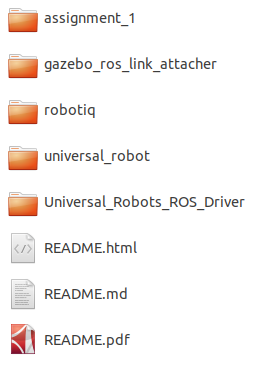 assignment_1
gazebo_ros_link_attacher
robotiq
universal_robot
Universal_Robots_ROS_Driver
README.html
README.md
README.pdf